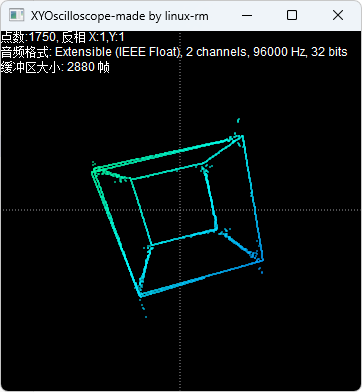 XYOscilloscope-made by linux-rm
点数:1750, 反相 X:1,Y:1
音频格式: Extensible (IEEE Float), 2 channels, 96000 Hz, 32 bits
缓冲区大小: 2880 帧